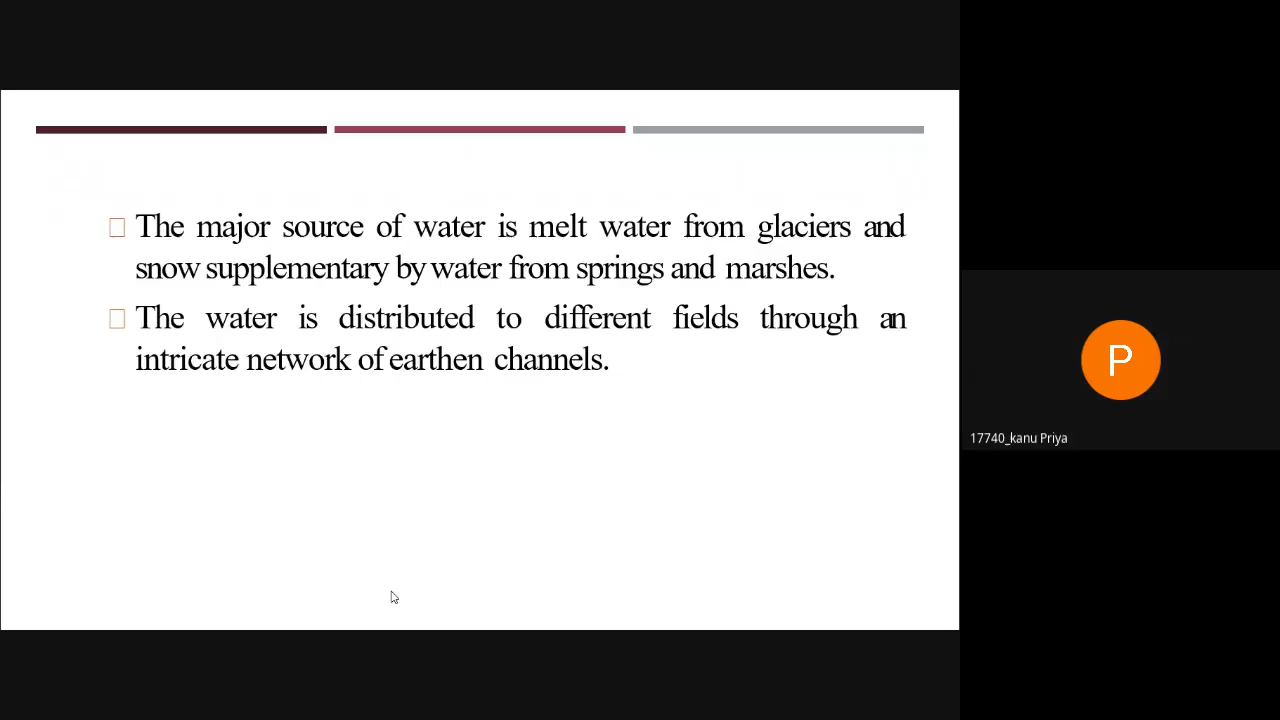 The major source of water is melt water from glaciers and
snow supplementary by water from springs and marshes.
The water is distributed to different fields through an
intricate network of earthen channels.
P
17740_kanu Priya